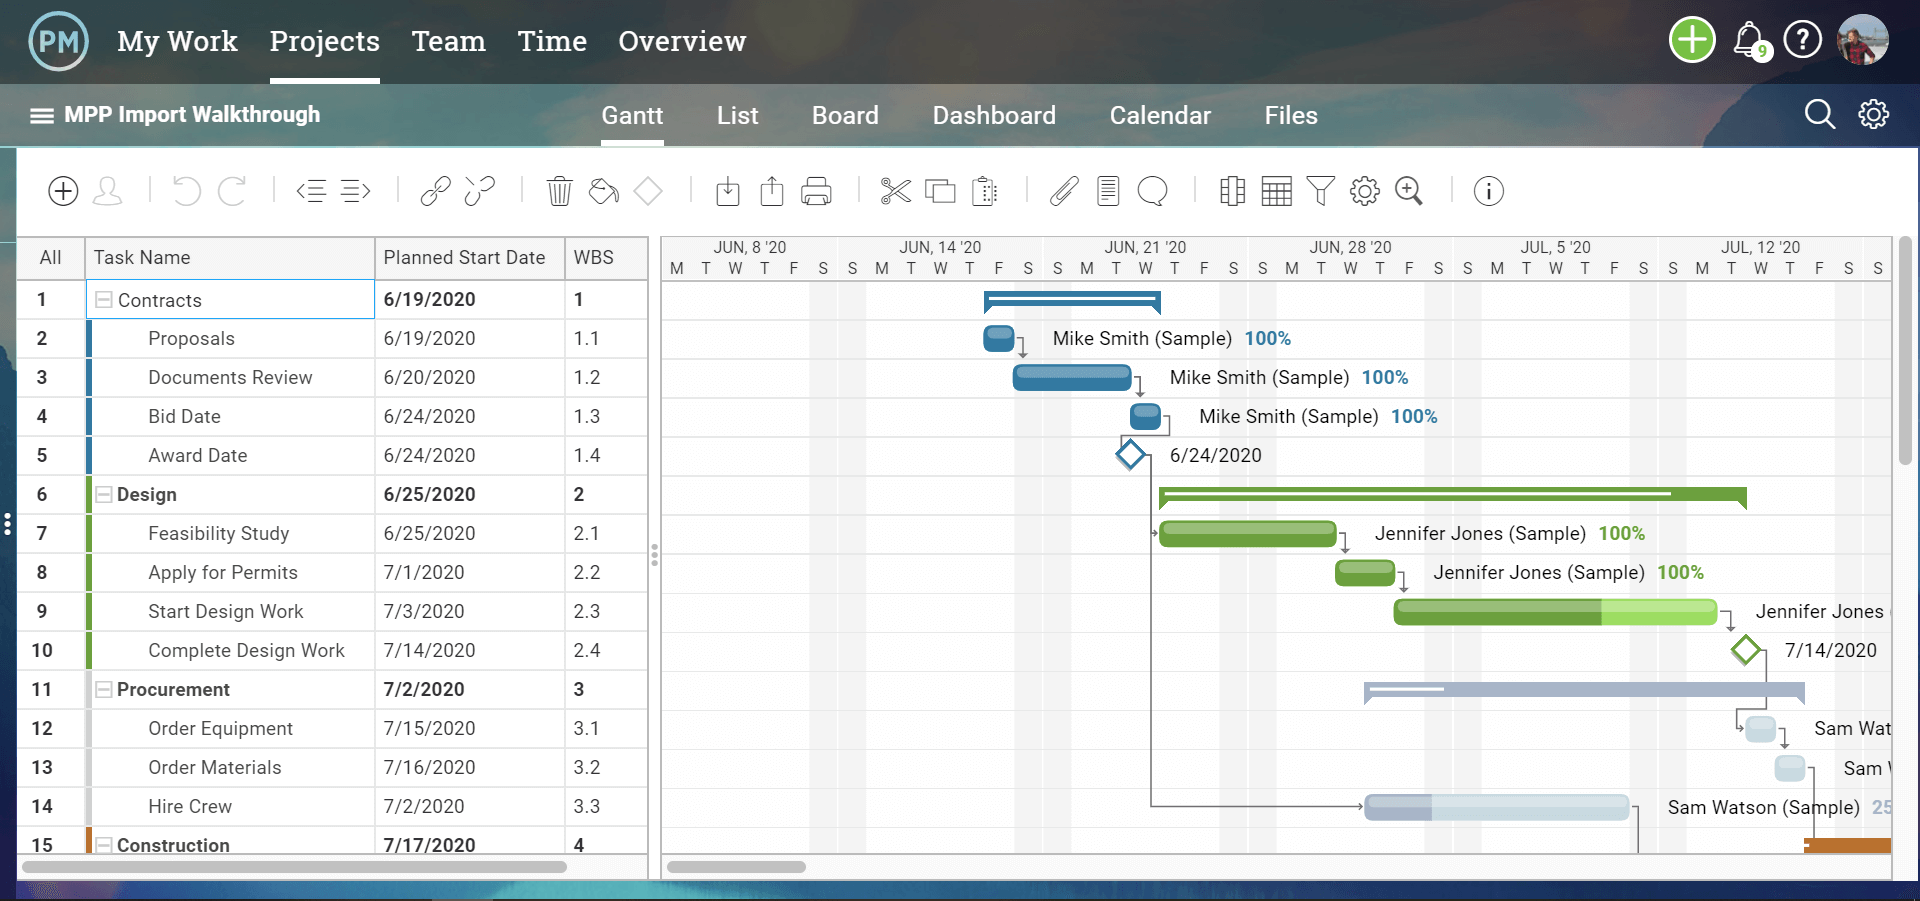 PM My Work Projects Team Time Overview 9 ?
MPP Import Walkthrough Gantt List Board Dashboard Calendar Files
All Task Name Planned Start Date WBS
JUN, 8 '20 JUN, 14 '20 JUN, 21 '20 JUN, 28 '20 JUL, 5 '20 JUL, 12 '20
M T W T F S S M T W T F S S M T W T F S S M T W T F S S M T W T F S S M T W T F S S
1 Contracts 6/19/2020 1
2 Proposals 6/19/2020 1.1 Mike Smith (Sample) 100%
3 Documents Review 6/20/2020 1.2 Mike Smith (Sample) 100%
4 Bid Date 6/24/2020 1.3 Mike Smith (Sample) 100%
5 Award Date 6/24/2020 1.4 6/24/2020
6 Design 6/25/2020 2
7 Feasibility Study 6/25/2020 2.1 Jennifer Jones (Sample) 100%
8 Apply for Permits 7/1/2020 2.2 Jennifer Jones (Sample) 100%
9 Start Design Work 7/3/2020 2.3 Jennifer Jones
10 Complete Design Work 7/14/2020 2.4 7/14/2020
11 Procurement 7/2/2020 3
12 Order Equipment 7/15/2020 3.1 Sam Wat
13 Order Materials 7/16/2020 3.2 Sam
14 Hire Crew 7/2/2020 3.3 Sam Watson (Sample) 25
15 Construction 7/17/2020 4